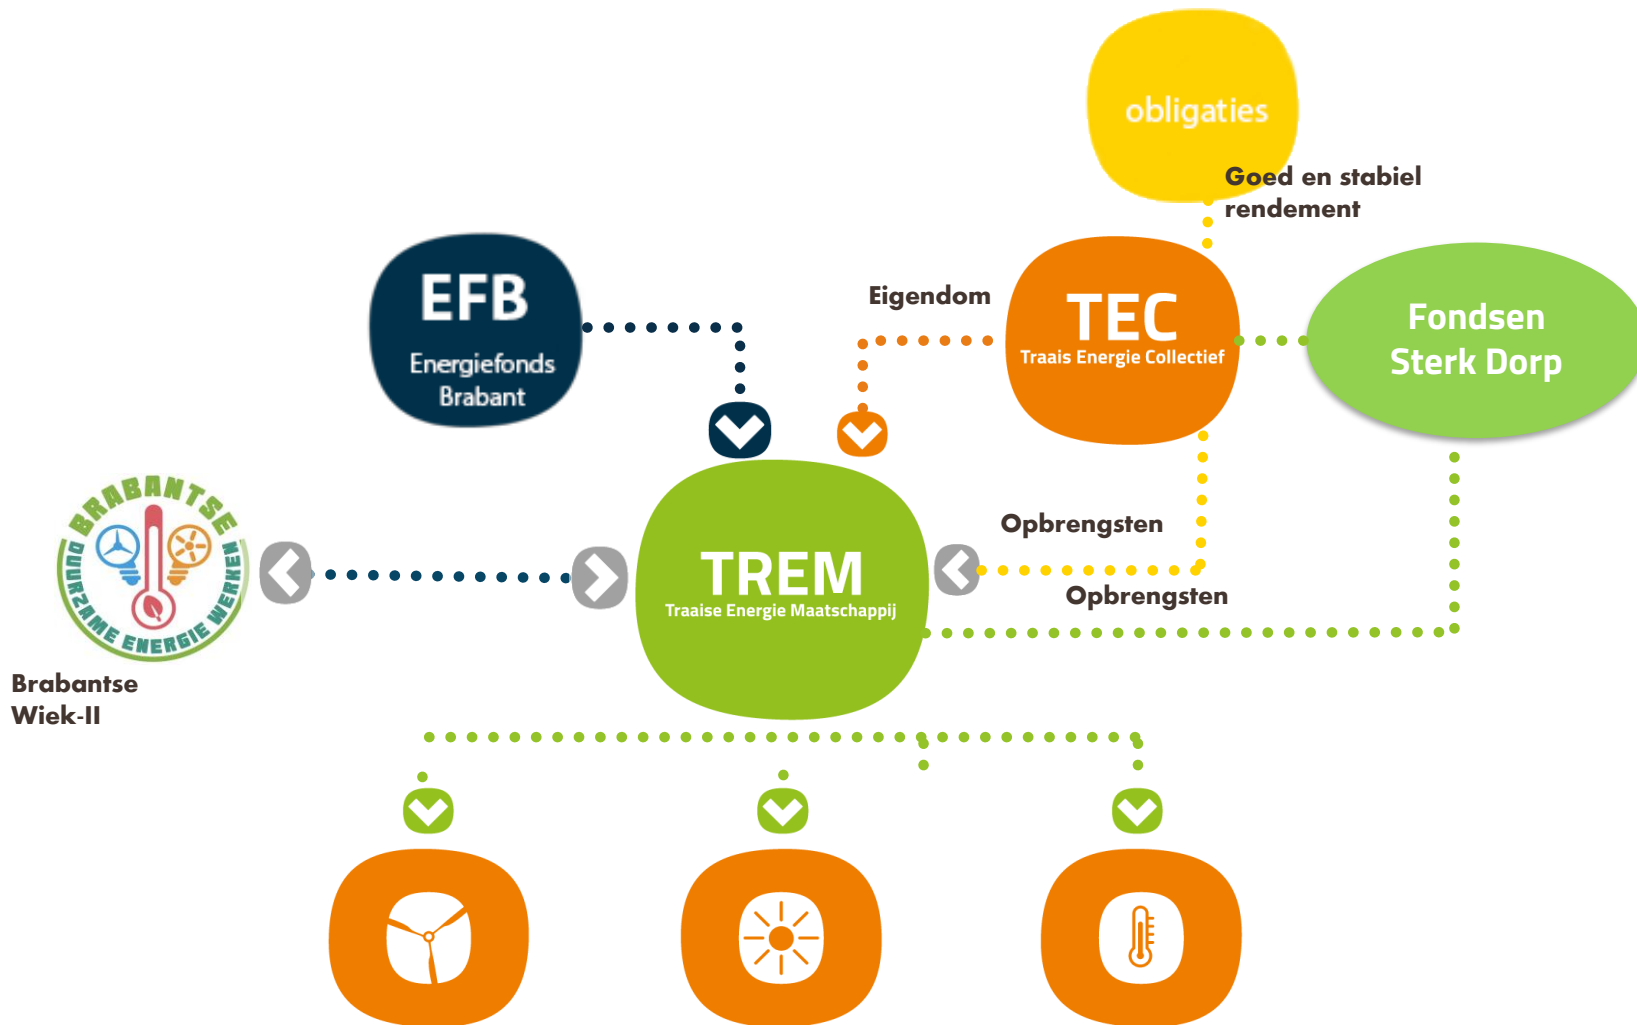 obligaties
Goed en stabiel
rendement
EFB
Energiefonds
Brabant
Eigendom
TEC
Traais Energie Collectief
Fondsen
Sterk Dorp
BRABANTSE
DUURZAME ENERGIE WERKEN
Brabantse
Wiek-II
TREM
Traaise Energie Maatschappij
Opbrengsten
Opbrengsten